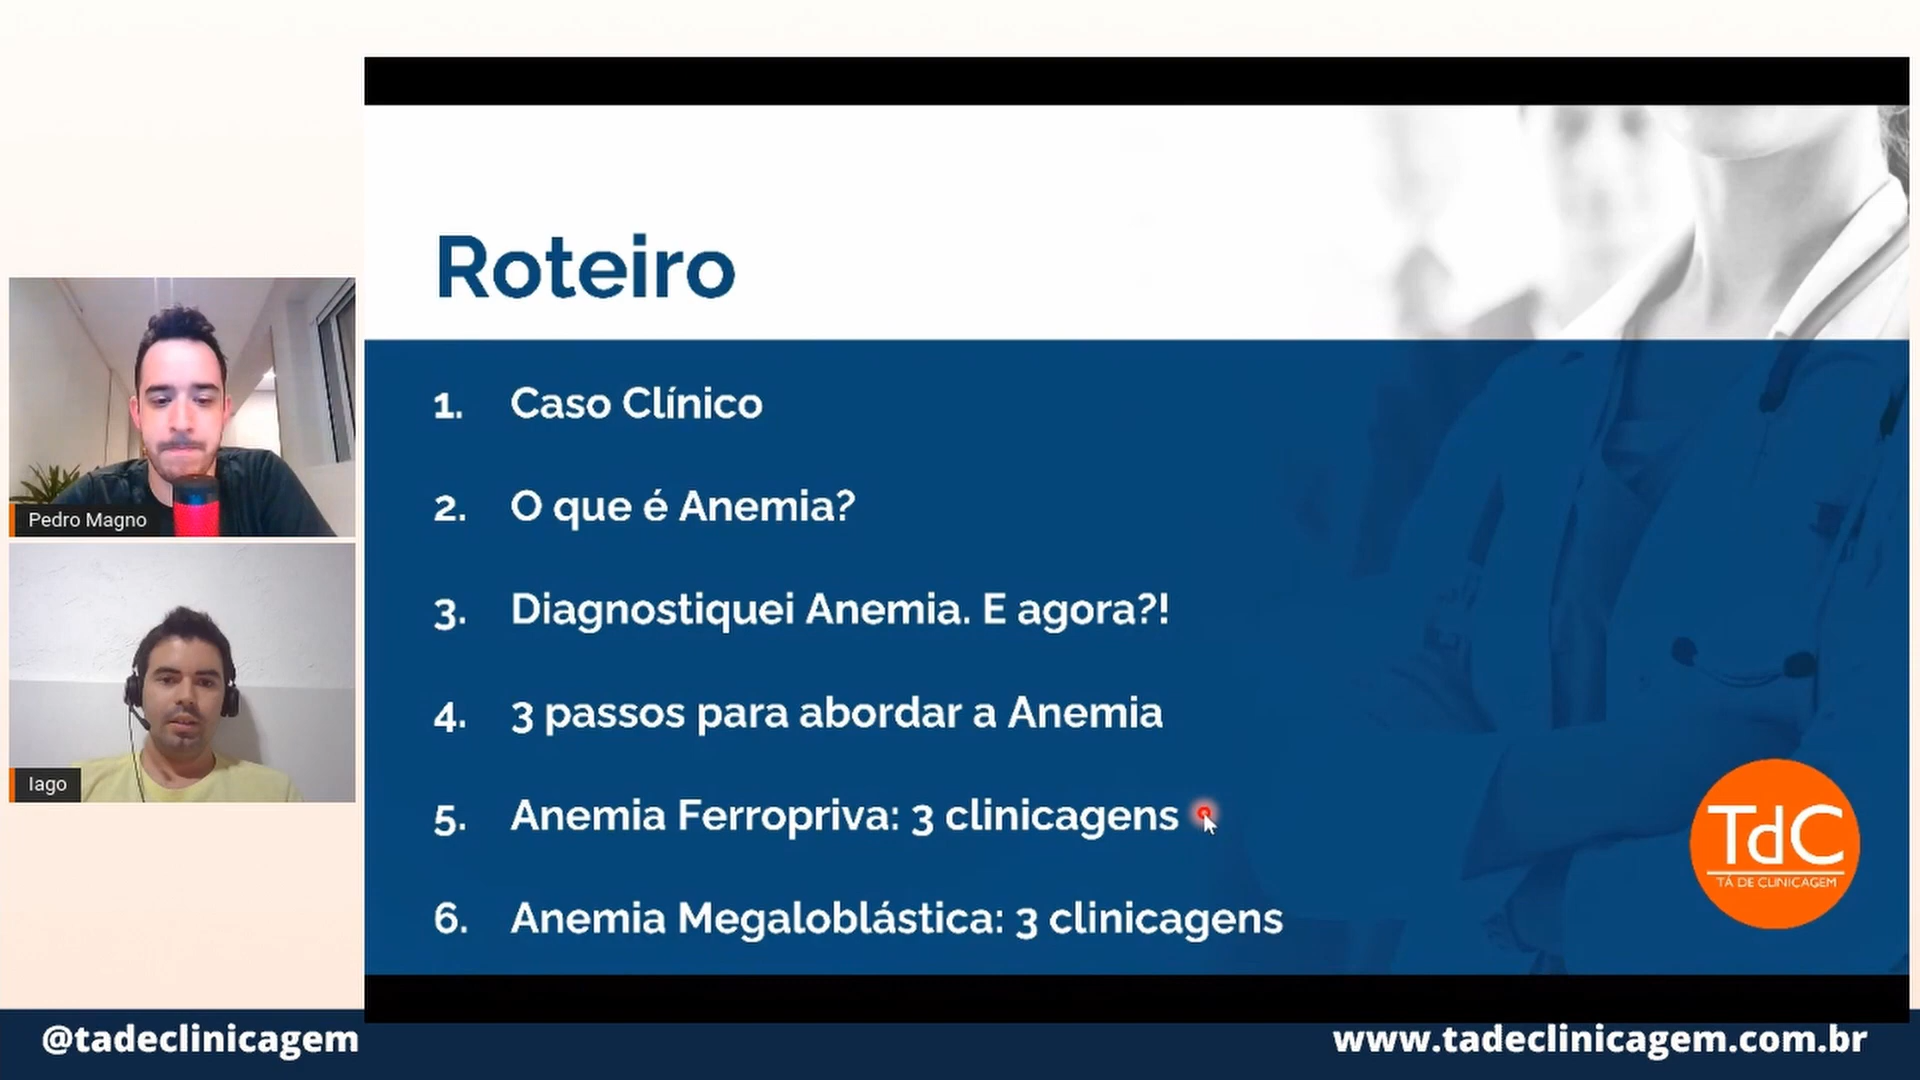 Roteiro
1. Caso Clínico
2. O que é Anemia?
3. Diagnostiquei Anemia. E agora?!
4. 3 passos para abordar a Anemia
5. Anemia Ferropriva: 3 clinicagens
6. Anemia Megaloblástica: 3 clinicagens
TdC
TÁ DE CLINICAGEM
Pedro Magno
Iago
@tadeclinicagem
www.tadeclinicagem.com.br